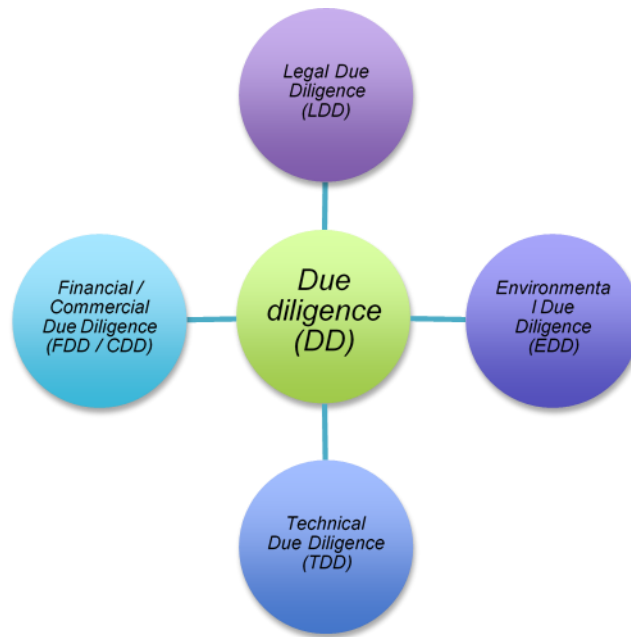 Legal Due
Diligence
(LDD)
Financial /
Commercial
Due Diligence
(FDD / CDD)
Due
diligence
(DD)
Environmenta
l Due
Diligence
(EDD)
Technical
Due Diligence
(TDD)